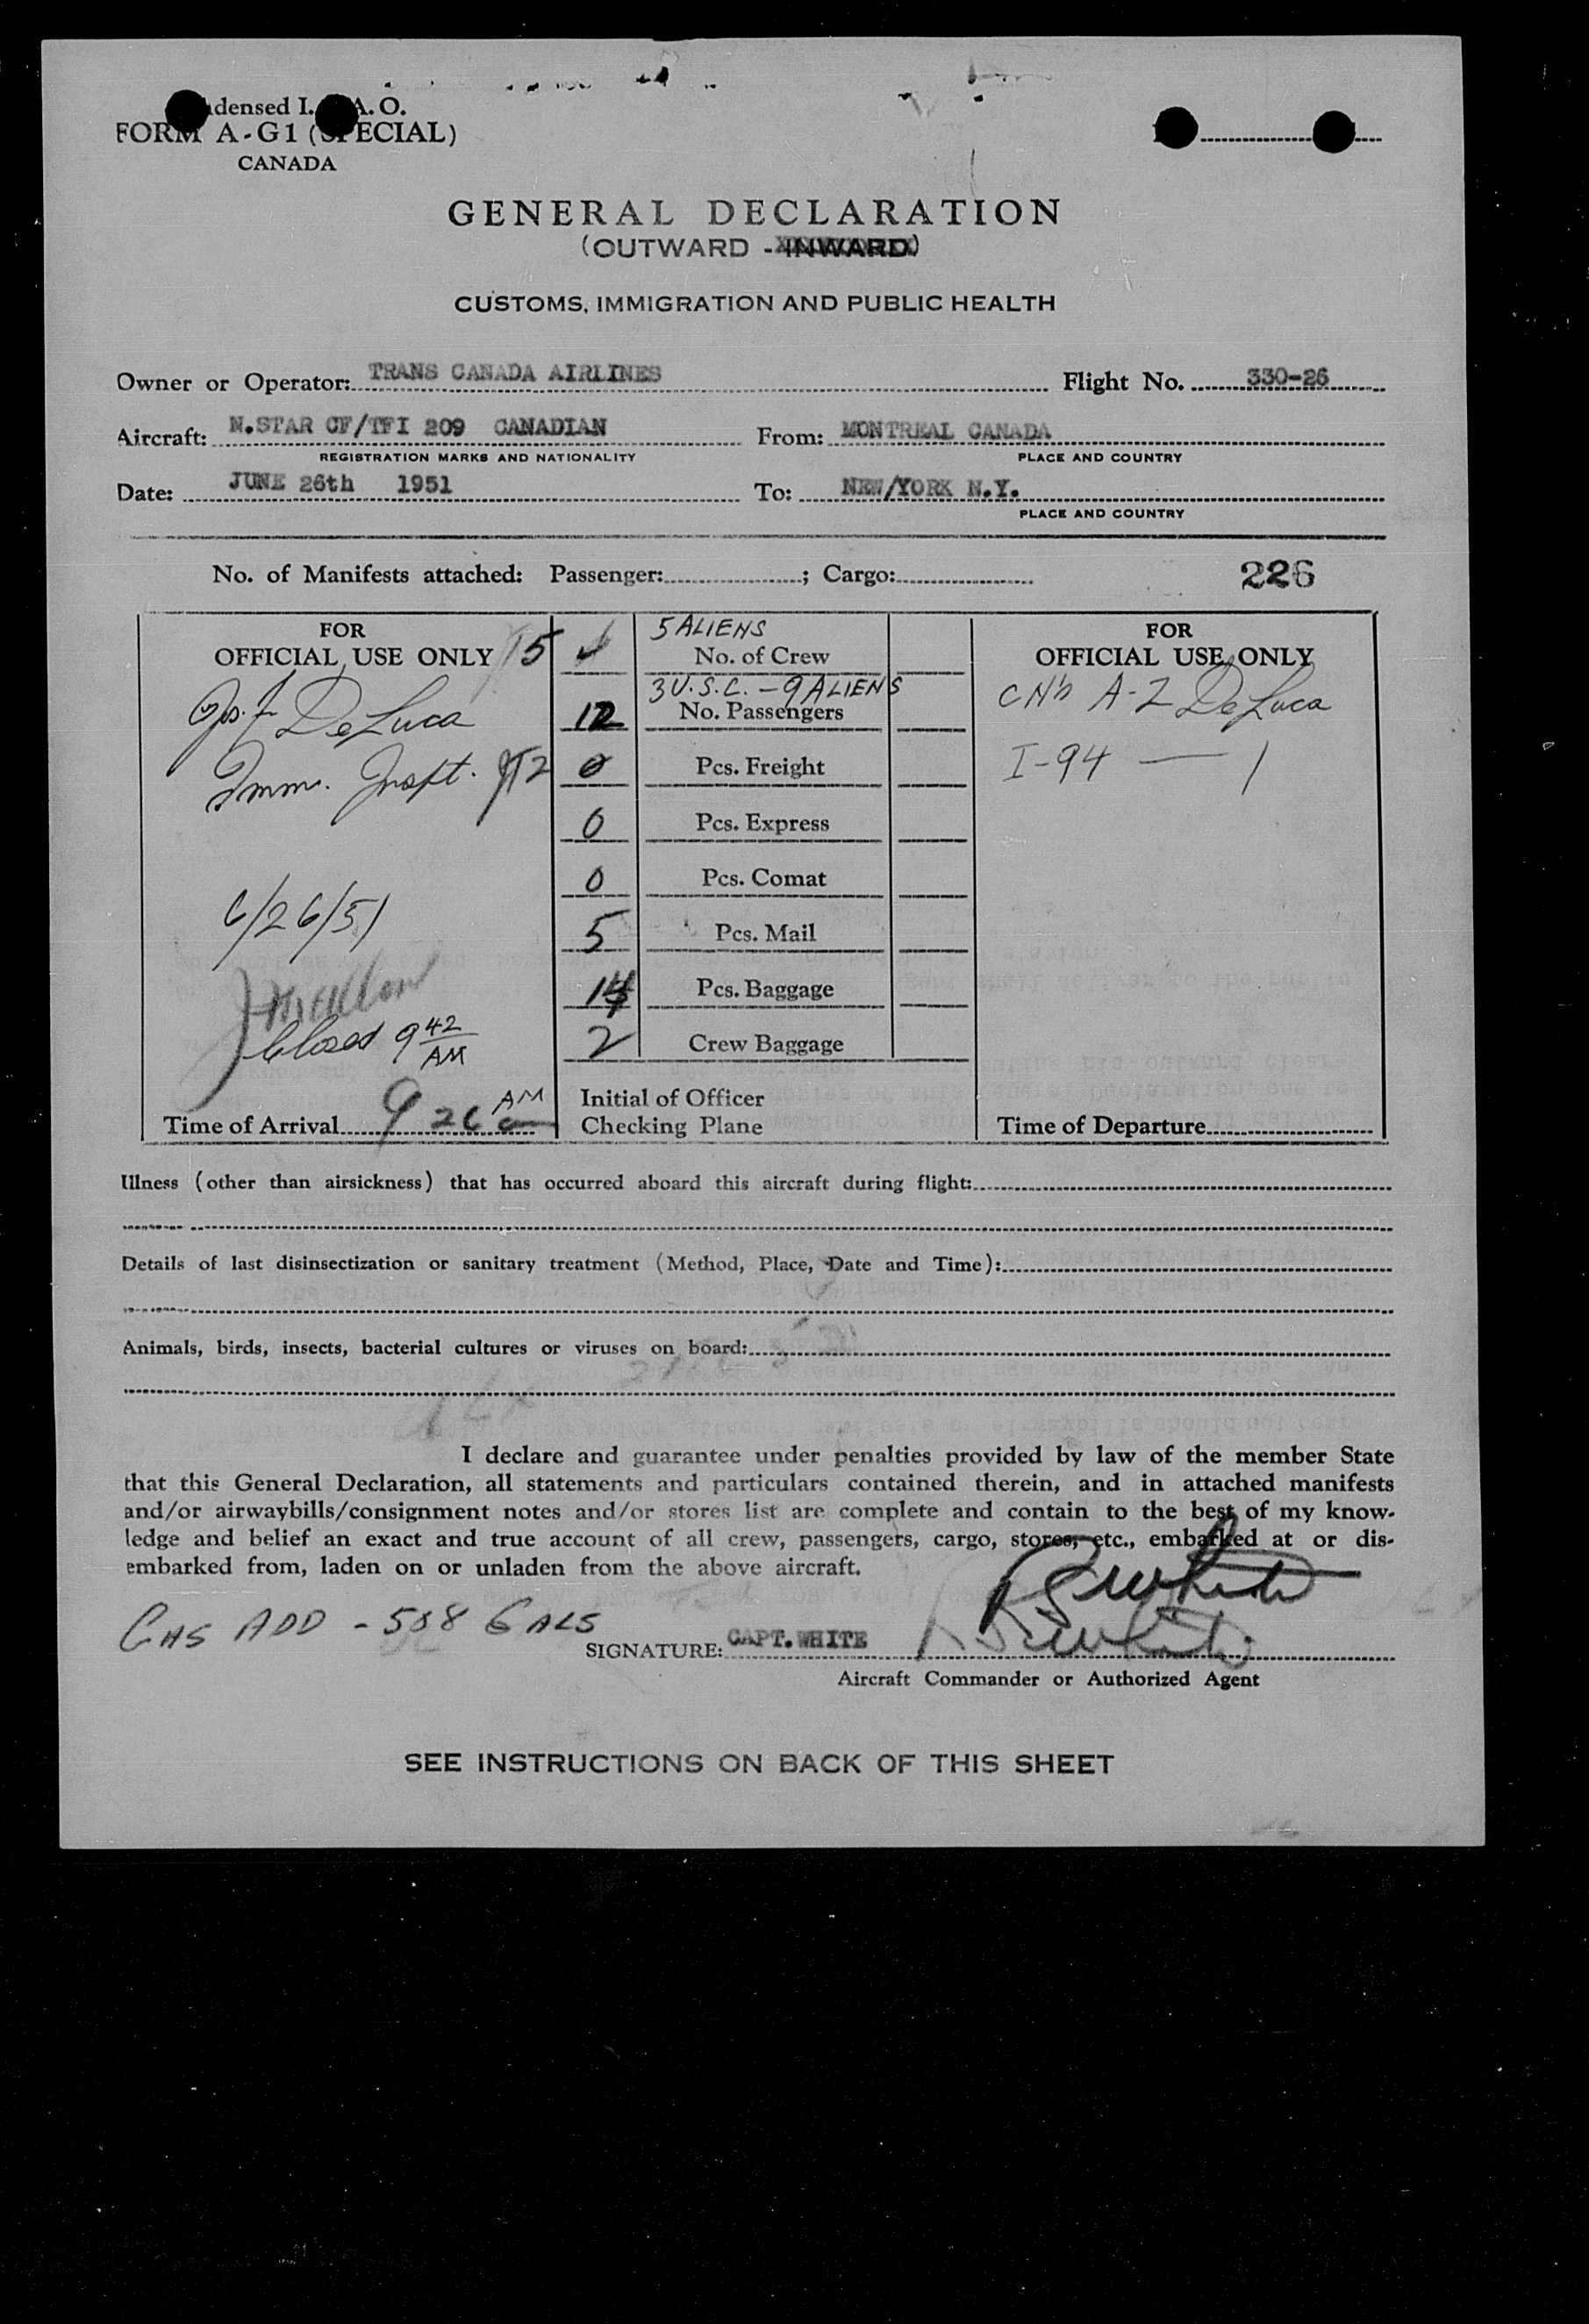 densed I. A.O.
FORM A-G1 (SPECIAL)
CANADA
GENERAL DECLARATION
(OUTWARD - INWARD)
CUSTOMS, IMMIGRATION AND PUBLIC HEALTH
Owner or Operator: TRANS CANADA AIRLINES Flight No. 330-26
Aircraft: N.STAR CF/TFI 209 CANADIAN From: MONTREAL CANADA
REGISTRATION MARKS AND NATIONALITY PLACE AND COUNTRY
Date: JUNE 26th 1951 To: NEW/YORK N.Y.
PLACE AND COUNTRY
No. of Manifests attached: Passenger: ; Cargo: 226
FOR
OFFICIAL USE ONLY
DeLuca
Imm. Inspt.
6/26/51
Closed 9 42 AM
Time of Arrival 9 26 AM
5 ALIENS
5 No. of Crew
3 U.S.C. - 9 ALIENS
12 No. Passengers
0 Pcs. Freight
0 Pcs. Express
0 Pcs. Comat
5 Pcs. Mail
14 Pcs. Baggage
2 Crew Baggage
Initial of Officer
Checking Plane
FOR
OFFICIAL USE ONLY
A-Z DeLuca
I-94 — 1
Time of Departure
Illness (other than airsickness) that has occurred aboard this aircraft during flight:
Details of last disinsectization or sanitary treatment (Method, Place, Date and Time):
Animals, birds, insects, bacterial cultures or viruses on board:
I declare and guarantee under penalties provided by law of the member State
that this General Declaration, all statements and particulars contained therein, and in attached manifests
and/or airwaybills/consignment notes and/or stores list are complete and contain to the best of my know-
ledge and belief an exact and true account of all crew, passengers, cargo, stores, etc., embarked at or dis-
embarked from, laden on or unladen from the above aircraft.
GAS ADD - 508 GALS
SIGNATURE: CAPT. WHITE
Aircraft Commander or Authorized Agent
SEE INSTRUCTIONS ON BACK OF THIS SHEET